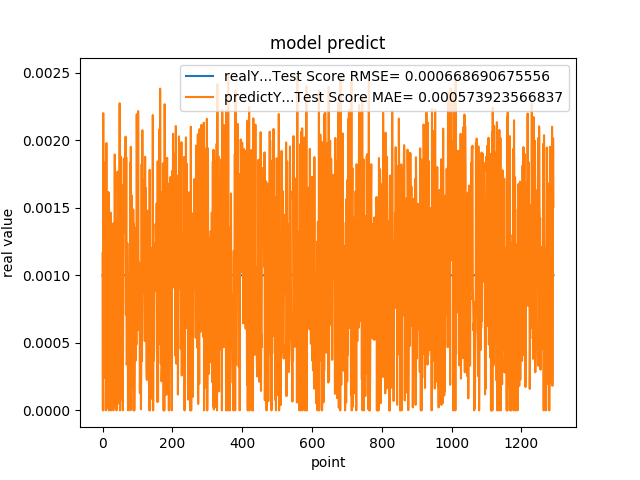 model predict
realY...Test Score RMSE= 0.000668690675556
predictY...Test Score MAE= 0.000573923566837
real value
0.0025
0.0020
0.0015
0.0010
0.0005
0.0000
0 200 400 600 800 1000 1200
point